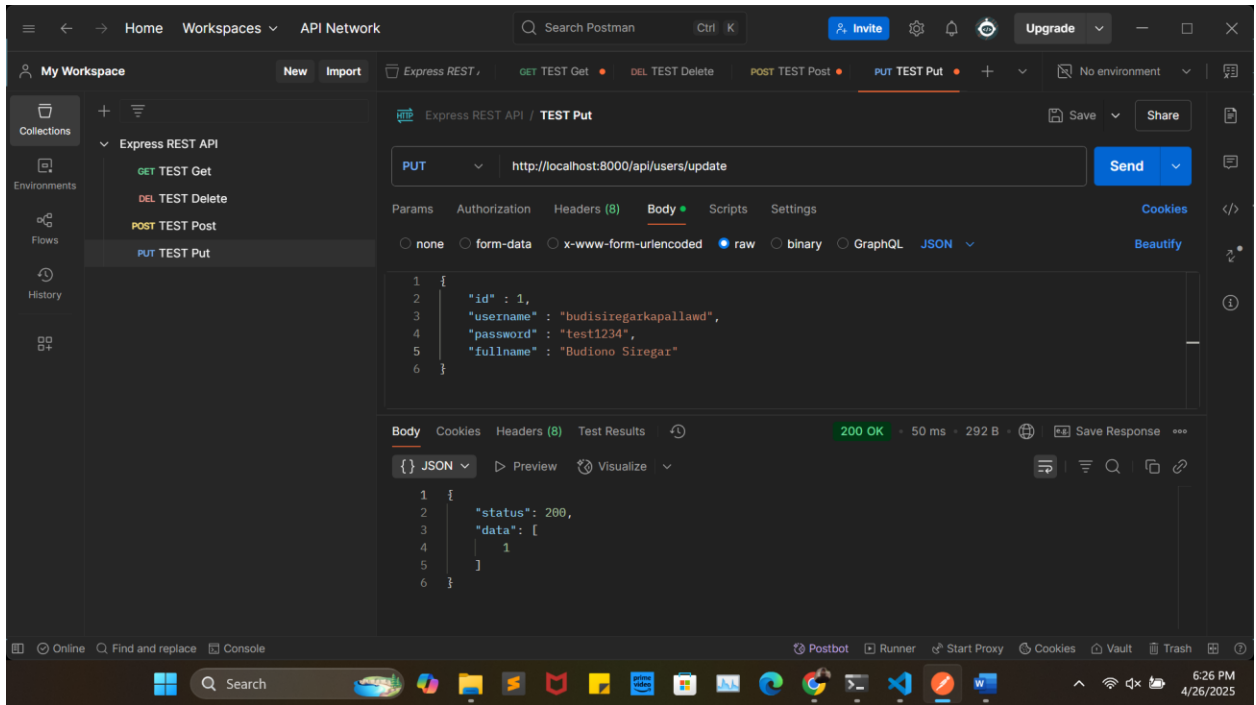 Home Workspaces API Network Search Postman Ctrl K Invite Upgrade
My Workspace New Import Express REST GET TEST Get DEL TEST Delete POST TEST Post PUT TEST Put No environment
Collections
Environments
Flows
History
Express REST API
GET TEST Get
DEL TEST Delete
POST TEST Post
PUT TEST Put
HTTP Express REST API / TEST Put Save Share
PUT http://localhost:8000/api/users/update Send
Params Authorization Headers (8) Body Scripts Settings Cookies
none form-data x-www-form-urlencoded raw binary GraphQL JSON Beautify
1 {
2 "id" : 1,
3 "username" : "budisiregarkapallawd",
4 "password" : "test1234",
5 "fullname" : "Budiono Siregar"
6 }
Body Cookies Headers (8) Test Results 200 OK 50 ms 292 B e.g. Save Response
{} JSON Preview Visualize
1 {
2 "status": 200,
3 "data": [
4 1
5 ]
6 }
Online Find and replace Console Postbot Runner Start Proxy Cookies Vault Trash
Search prime video 6:26 PM
4/26/2025